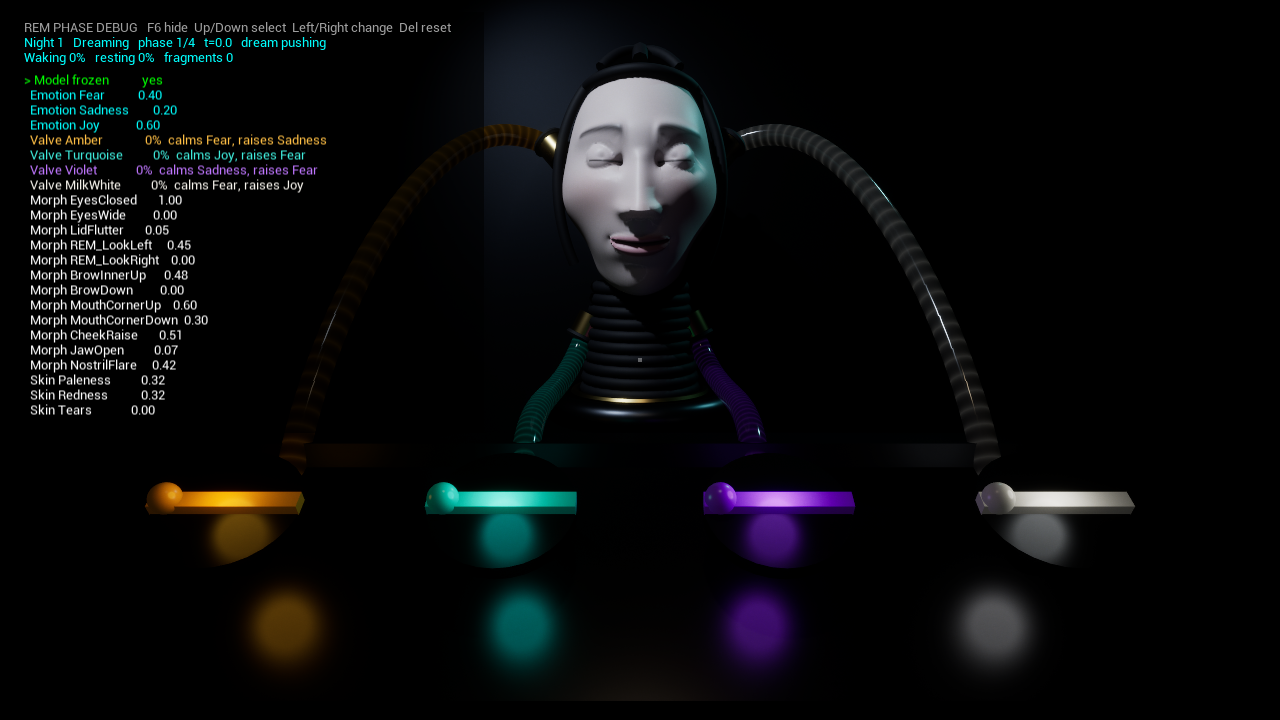 REM PHASE DEBUG F6 hide Up/Down select Left/Right change Del reset
Night 1 Dreaming phase 1/4 t=0.0 dream pushing
Waking 0% resting 0% fragments 0
> Model frozen yes
Emotion Fear 0.40
Emotion Sadness 0.20
Emotion Joy 0.60
Valve Amber 0% calms Fear, raises Sadness
Valve Turquoise 0% calms Joy, raises Fear
Valve Violet 0% calms Sadness, raises Fear
Valve MilkWhite 0% calms Fear, raises Joy
Morph EyesClosed 1.00
Morph EyesWide 0.00
Morph LidFlutter 0.05
Morph REM_LookLeft 0.45
Morph REM_LookRight 0.00
Morph BrowInnerUp 0.48
Morph BrowDown 0.00
Morph MouthCornerUp 0.60
Morph MouthCornerDown 0.30
Morph CheekRaise 0.51
Morph JawOpen 0.07
Morph NostrilFlare 0.42
Skin Paleness 0.32
Skin Redness 0.32
Skin Tears 0.00